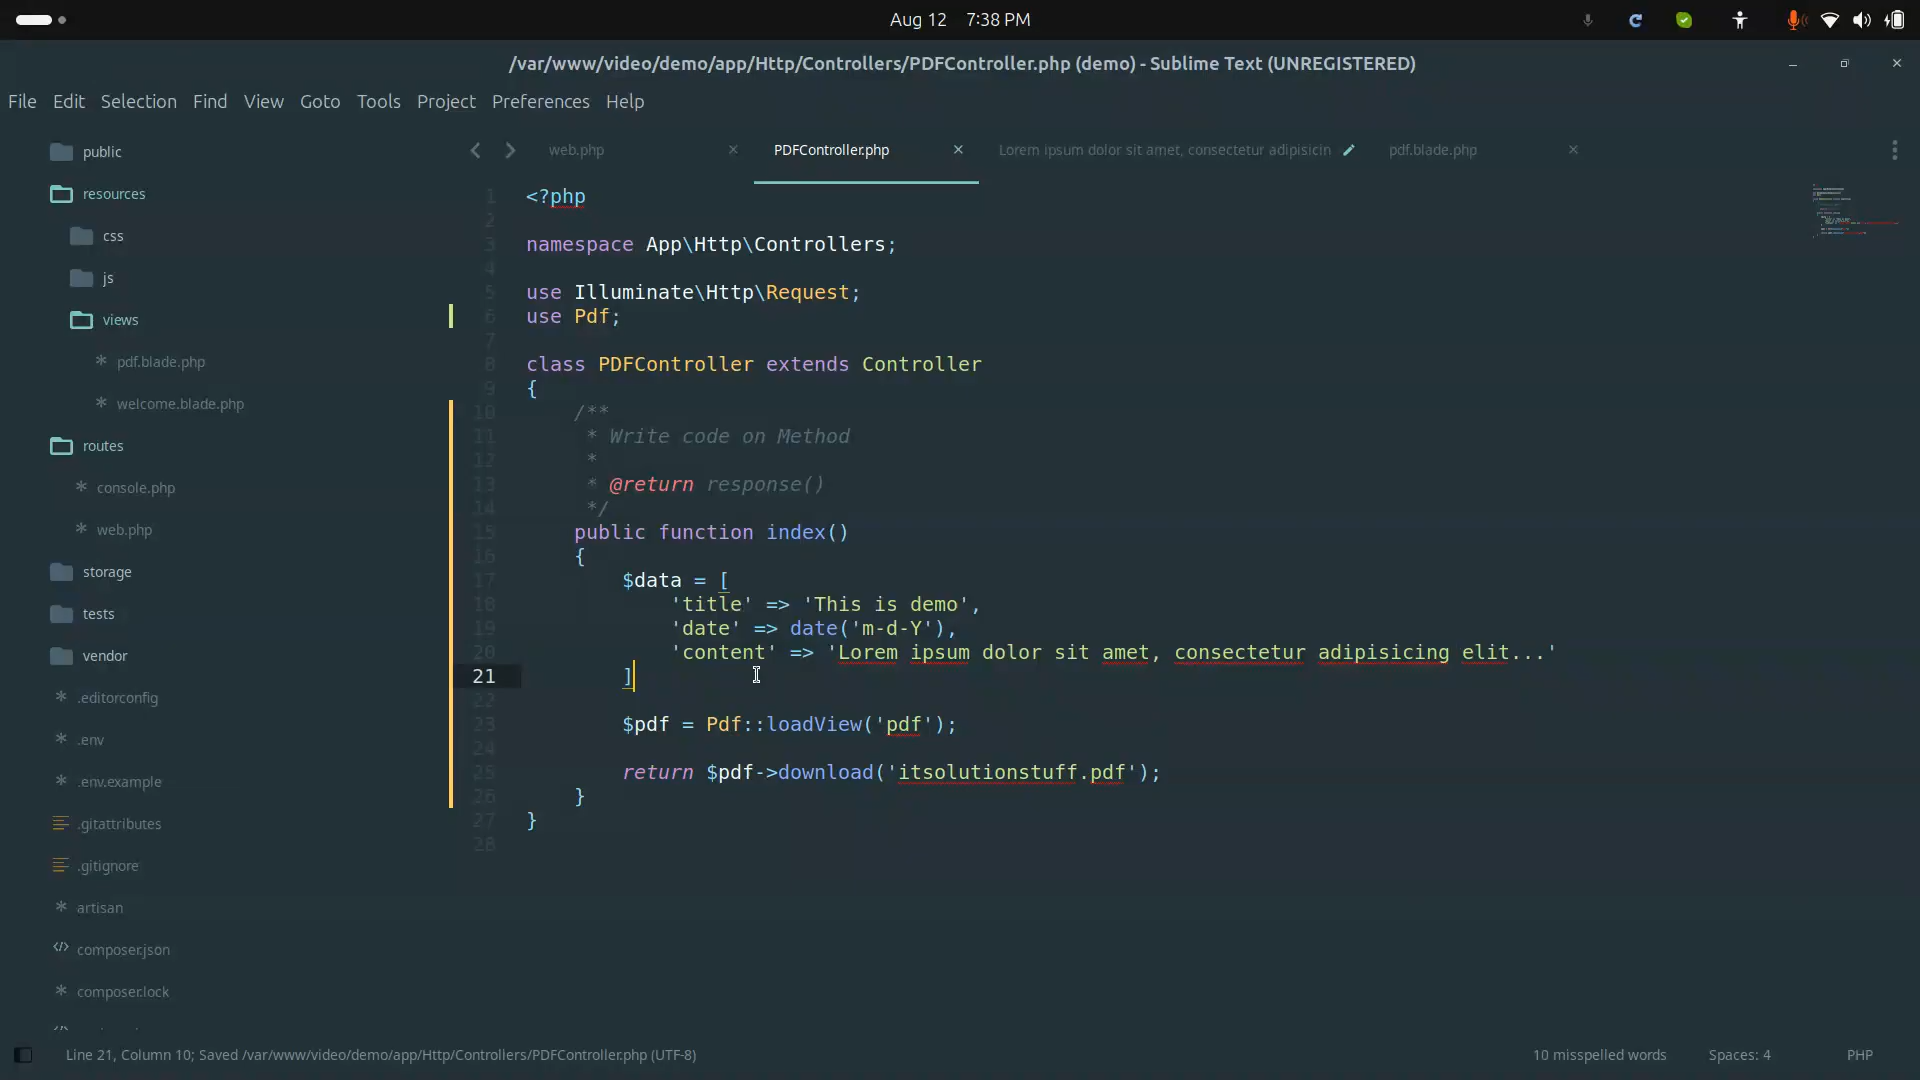 Aug 12 7:38 PM
/var/www/video/demo/app/Http/Controllers/PDFController.php (demo) - Sublime Text (UNREGISTERED)
File Edit Selection Find View Goto Tools Project Preferences Help
public
resources
css
js
views
pdf.blade.php
welcome.blade.php
routes
console.php
web.php
storage
tests
vendor
.editorconfig
.env
.env.example
.gitattributes
.gitignore
artisan
composer.json
composer.lock
web.php PDFController.php Lorem ipsum dolor sit amet, consectetur adipisicin pdf.blade.php
1 <?php
2
3 namespace App\Http\Controllers;
4
5 use Illuminate\Http\Request;
6 use Pdf;
7
8 class PDFController extends Controller
9 {
10 /**
11 * Write code on Method
12 *
13 * @return response()
14 */
15 public function index()
16 {
17 $data = [
18 'title' => 'This is demo',
19 'date' => date('m-d-Y'),
20 'content' => 'Lorem ipsum dolor sit amet, consectetur adipisicing elit...'
21 ]
22
23 $pdf = Pdf::loadView('pdf');
24
25 return $pdf->download('itsolutionstuff.pdf');
26 }
27 }
28
Line 21, Column 10; Saved /var/www/video/demo/app/Http/Controllers/PDFController.php (UTF-8) 10 misspelled words Spaces: 4 PHP